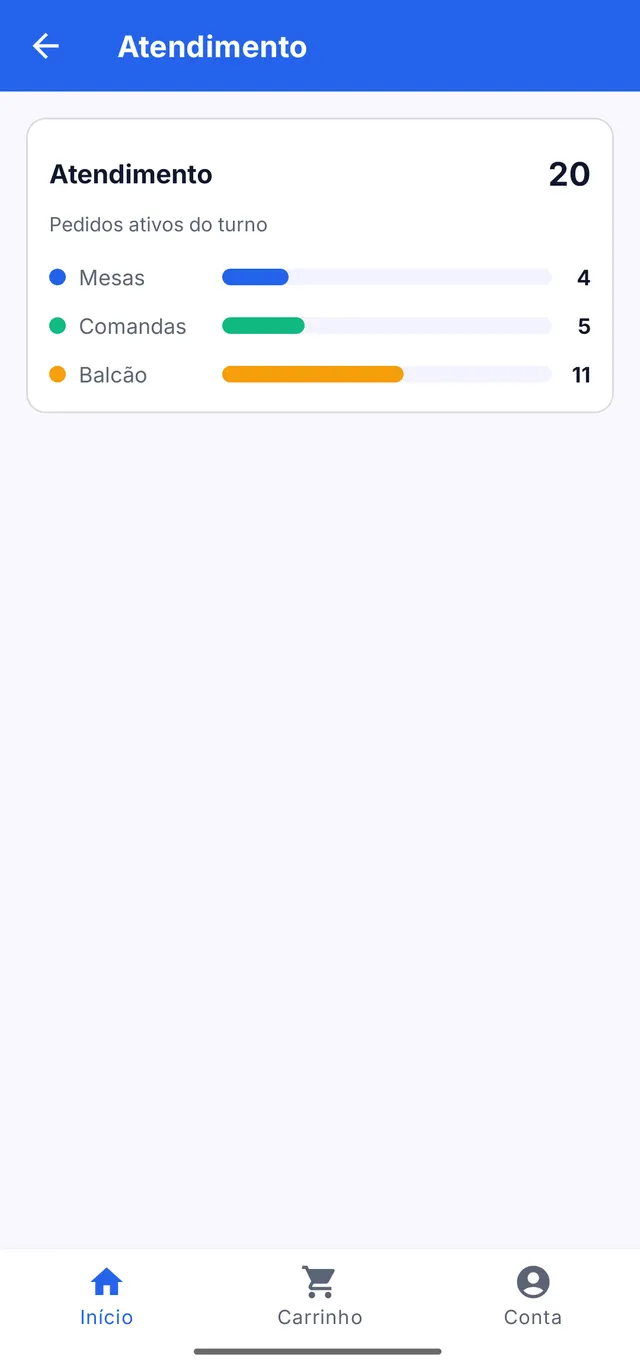 Atendimento
Atendimento 20
Pedidos ativos do turno
Mesas 4
Comandas 5
Balcão 11
Início Carrinho Conta